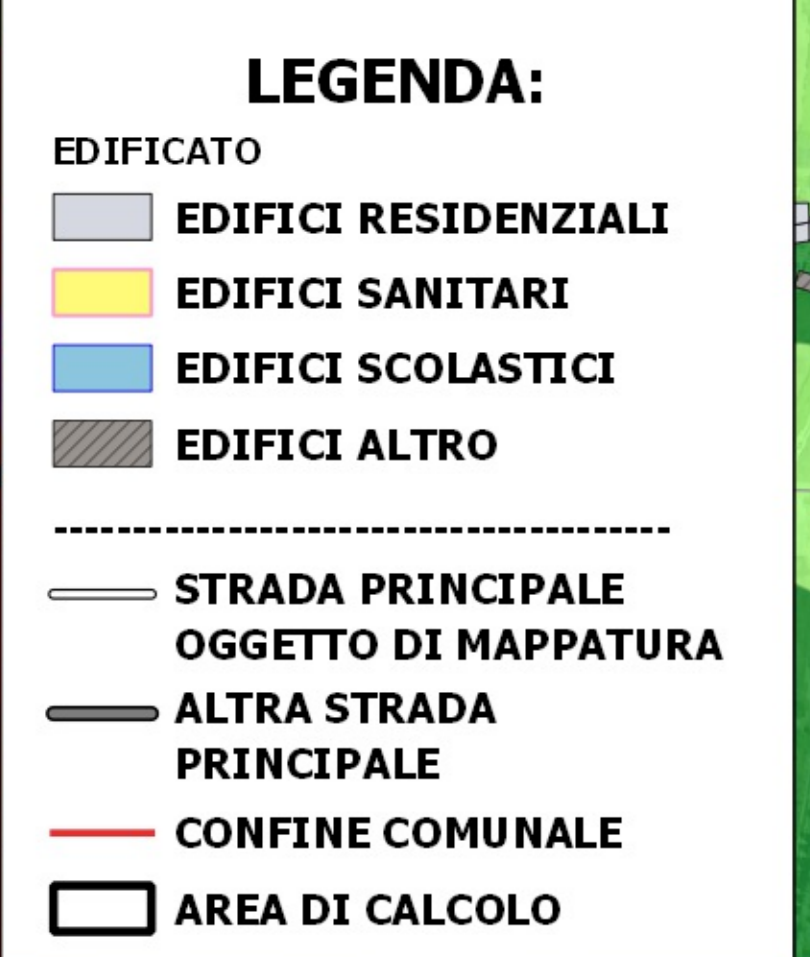 LEGENDA:
EDIFICATO
EDIFICI RESIDENZIALI
EDIFICI SANITARI
EDIFICI SCOLASTICI
EDIFICI ALTRO
---------------------------------------
STRADA PRINCIPALE
OGGETTO DI MAPPATURA
ALTRA STRADA
PRINCIPALE
CONFINE COMUNALE
AREA DI CALCOLO